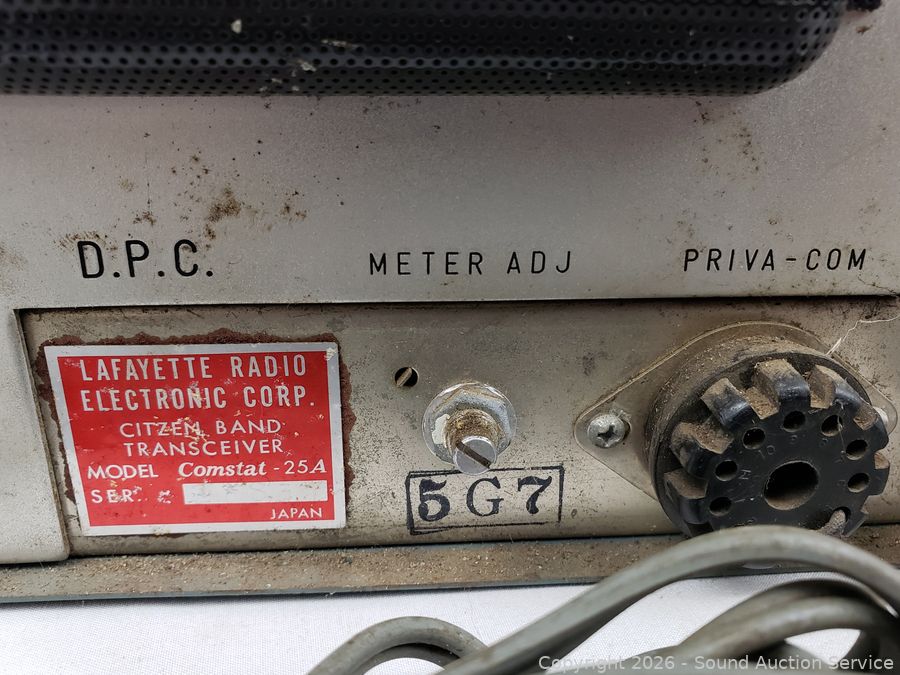 D.P.C.
METER ADJ
PRIVA-COM
LAFAYETTE RADIO
ELECTRONIC CORP.
CITZEN BAND
TRANSCEIVER
MODEL Comstat-25A
SER.
JAPAN
5G7
Copyright 2026 - Sound Auction Service